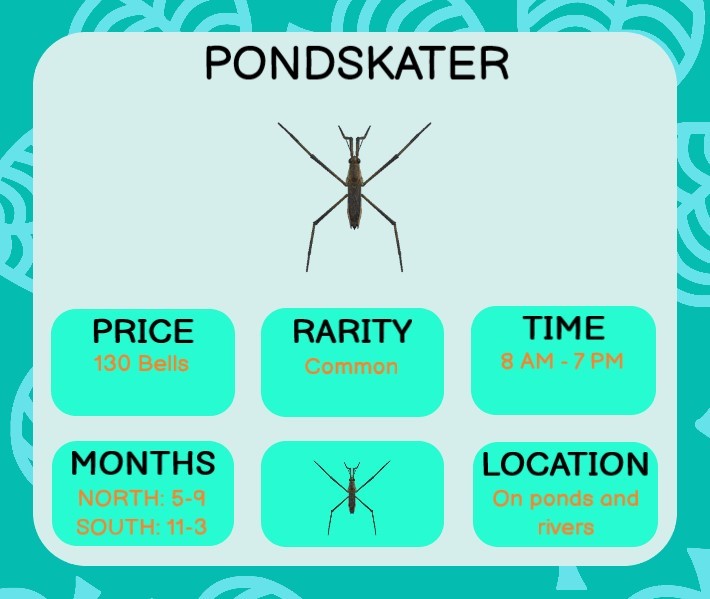 PONDSKATER
PRICE
130 Bells
RARITY
Common
TIME
8 AM - 7 PM
MONTHS
NORTH: 5-9
SOUTH: 11-3
LOCATION
On ponds and
rivers